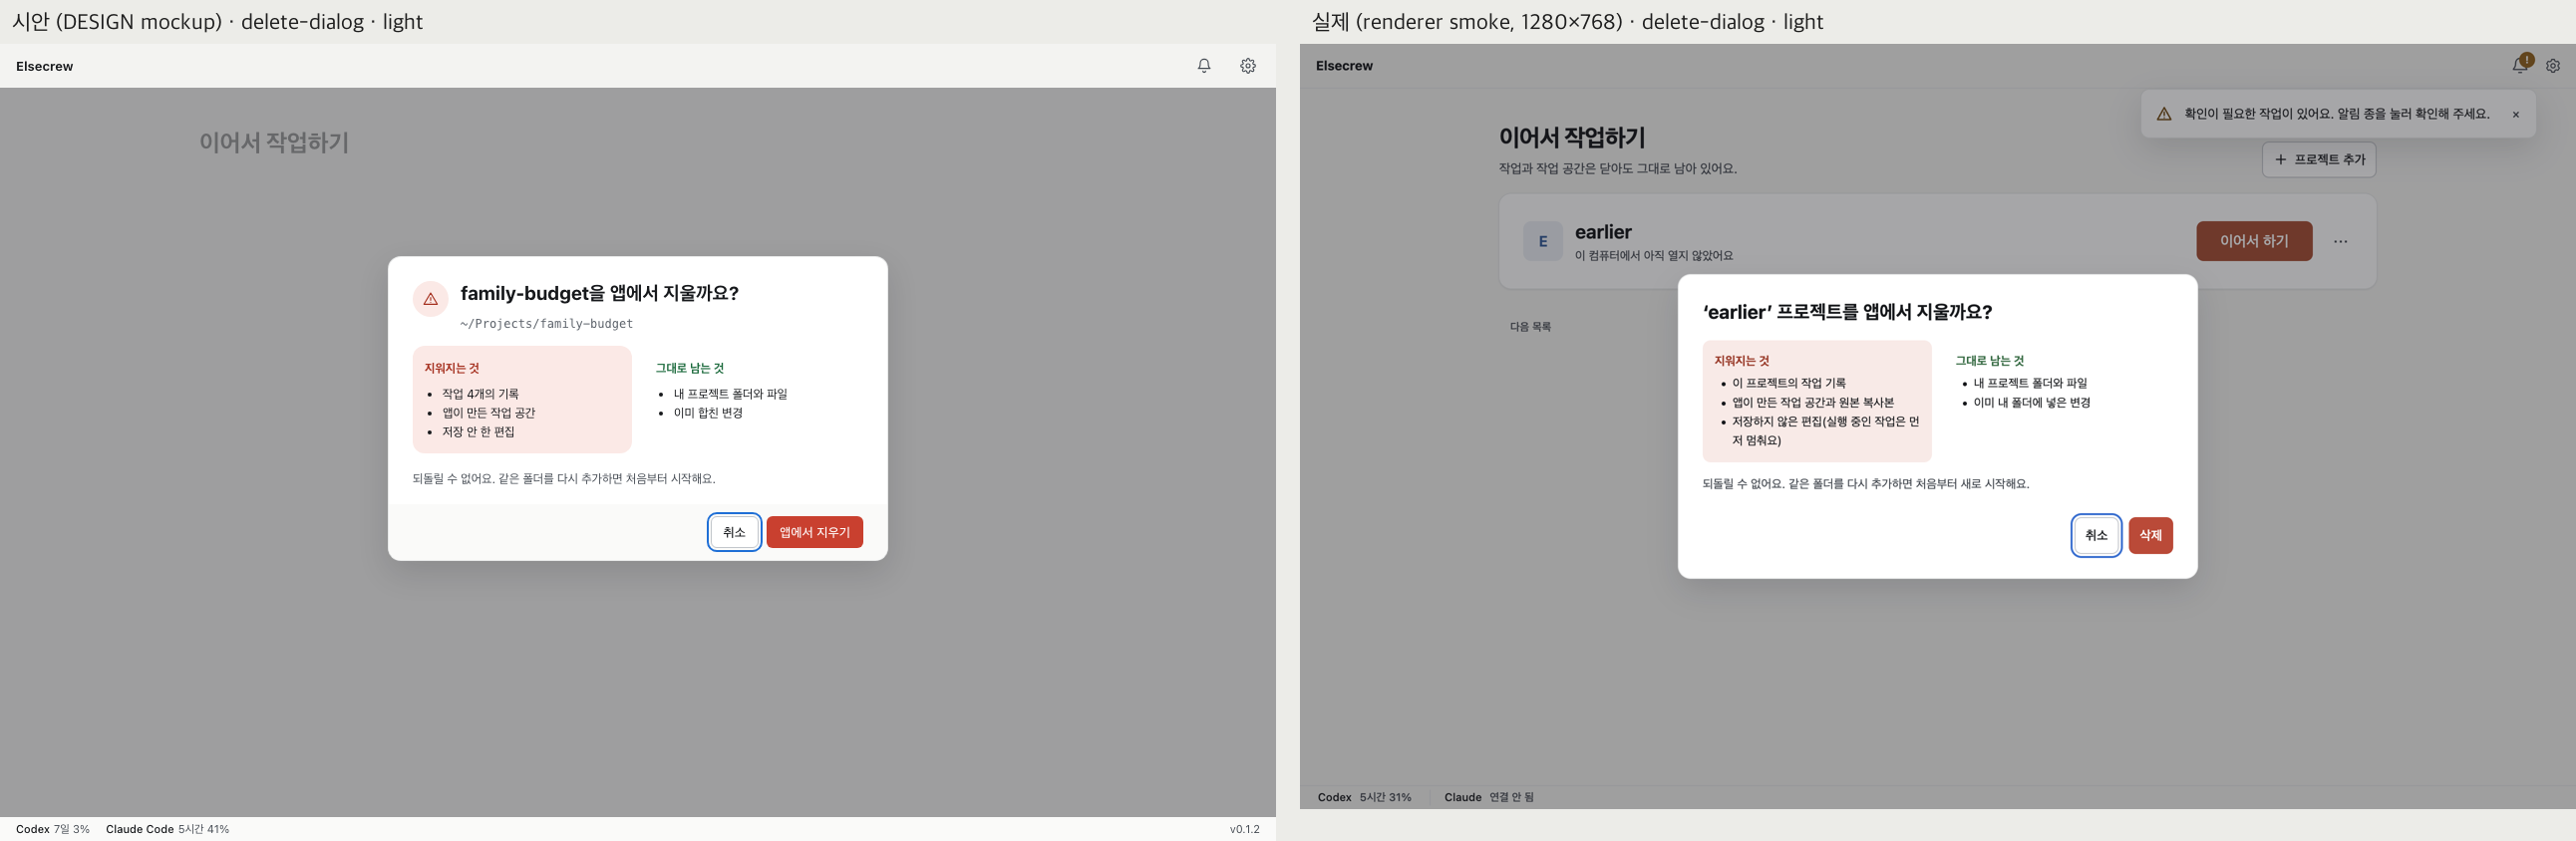 시안 (DESIGN mockup) · delete-dialog · light
Elsecrew
이어서 작업하기
family-budget을 앱에서 지울까요?
~/Projects/family-budget
지워지는 것
• 작업 4개의 기록
• 앱이 만든 작업 공간
• 저장 안 한 편집
그대로 남는 것
• 내 프로젝트 폴더와 파일
• 이미 합친 변경
되돌릴 수 없어요. 같은 폴더를 다시 추가하면 처음부터 시작해요.
취소
앱에서 지우기
Codex 7일 3% Claude Code 5시간 41%
v0.1.2
실제 (renderer smoke, 1280×768) · delete-dialog · light
Elsecrew
!
확인이 필요한 작업이 있어요. 알림 종을 눌러 확인해 주세요. ×
이어서 작업하기
작업과 작업 공간은 닫아도 그대로 남아 있어요.
+ 프로젝트 추가
E
earlier
이 컴퓨터에서 아직 열지 않았어요
이어서 하기
···
다음 목록
‘earlier’ 프로젝트를 앱에서 지울까요?
지워지는 것
• 이 프로젝트의 작업 기록
• 앱이 만든 작업 공간과 원본 복사본
• 저장하지 않은 편집(실행 중인 작업은 먼
저 멈춰요)
그대로 남는 것
• 내 프로젝트 폴더와 파일
• 이미 내 폴더에 넣은 변경
되돌릴 수 없어요. 같은 폴더를 다시 추가하면 처음부터 새로 시작해요.
취소
삭제
Codex 5시간 31% Claude 연결 안 됨